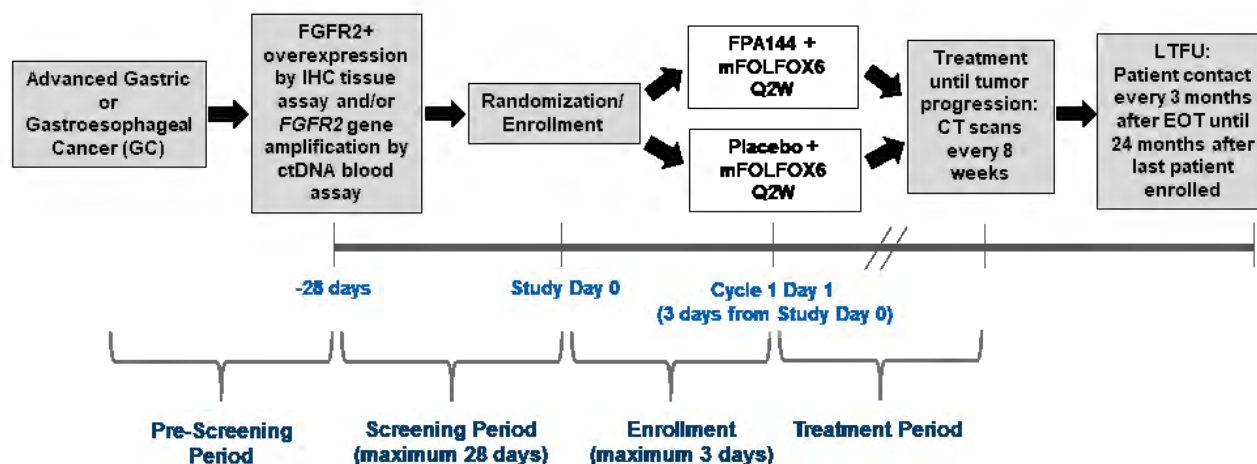 Advanced Gastric
or
Gastroesophageal
Cancer (GC)
FGFR2+
overexpression
by IHC tissue
assay and/or
FGFR2 gene
amplification by
ctDNA blood
assay
Randomization/
Enrollment
FPA144 +
mFOLFOX6
Q2W
Placebo +
mFOLFOX6
Q2W
Treatment
until tumor
progression:
CT scans
every 8
weeks
LTFU:
Patient contact
every 3 months
after EOT until
24 months after
last patient
enrolled
-28 days
Study Day 0
Cycle 1 Day 1
(3 days from Study Day 0)
Pre-Screening
Period
Screening Period
(maximum 28 days)
Enrollment
(maximum 3 days)
Treatment Period